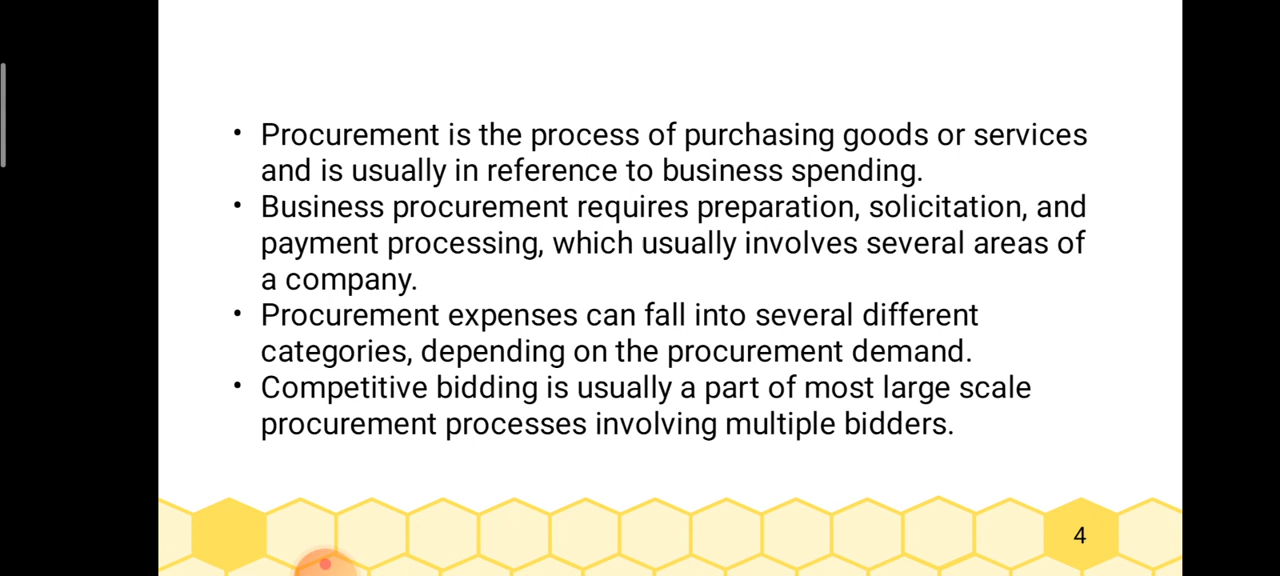 • Procurement is the process of purchasing goods or services
and is usually in reference to business spending.
• Business procurement requires preparation, solicitation, and
payment processing, which usually involves several areas of
a company.
• Procurement expenses can fall into several different
categories, depending on the procurement demand.
• Competitive bidding is usually a part of most large scale
procurement processes involving multiple bidders.
4